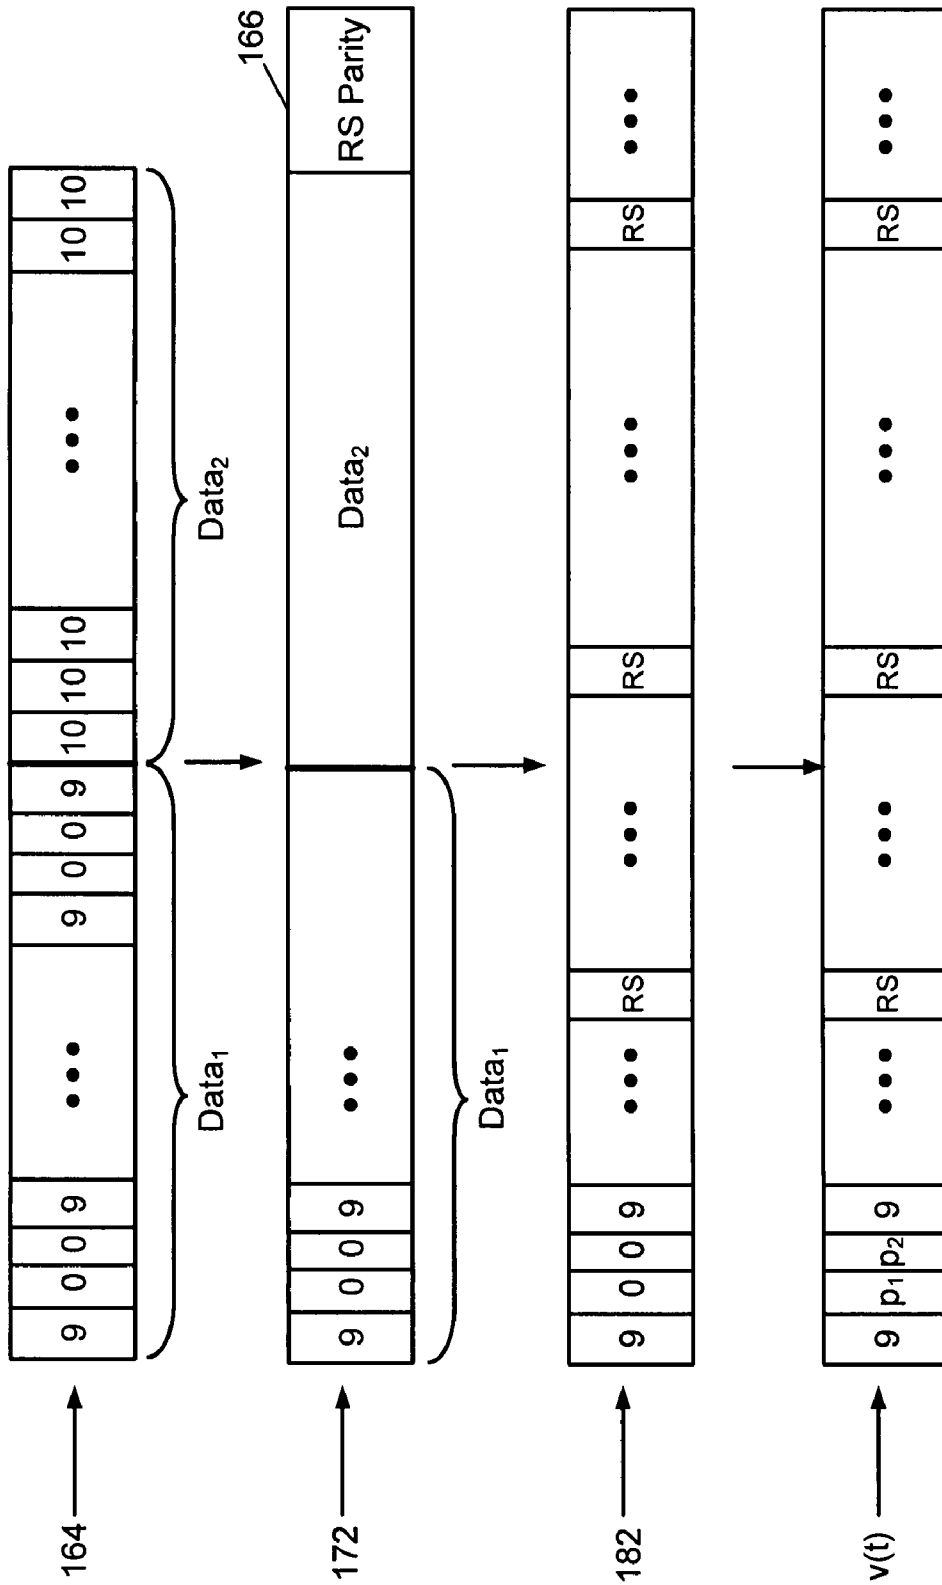 164
9 0 0 9 ••• 9 0 0 9 10 10 10 ••• 10 10
Data₁ Data₂
166
172
9 0 0 9 ••• Data₂ RS Parity
Data₁
182
9 0 0 9 ••• RS ••• RS ••• RS •••
v(t)
9 p₁ p₂ 9 ••• RS ••• RS ••• RS •••